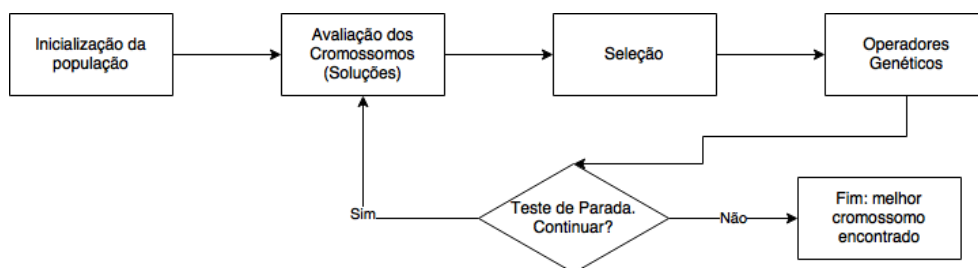 Inicialização da
população
Avaliação dos
Cromossomos
(Soluções)
Seleção
Operadores
Genéticos
Teste de Parada.
Continuar?
Sim
Não
Fim: melhor
cromossomo
encontrado